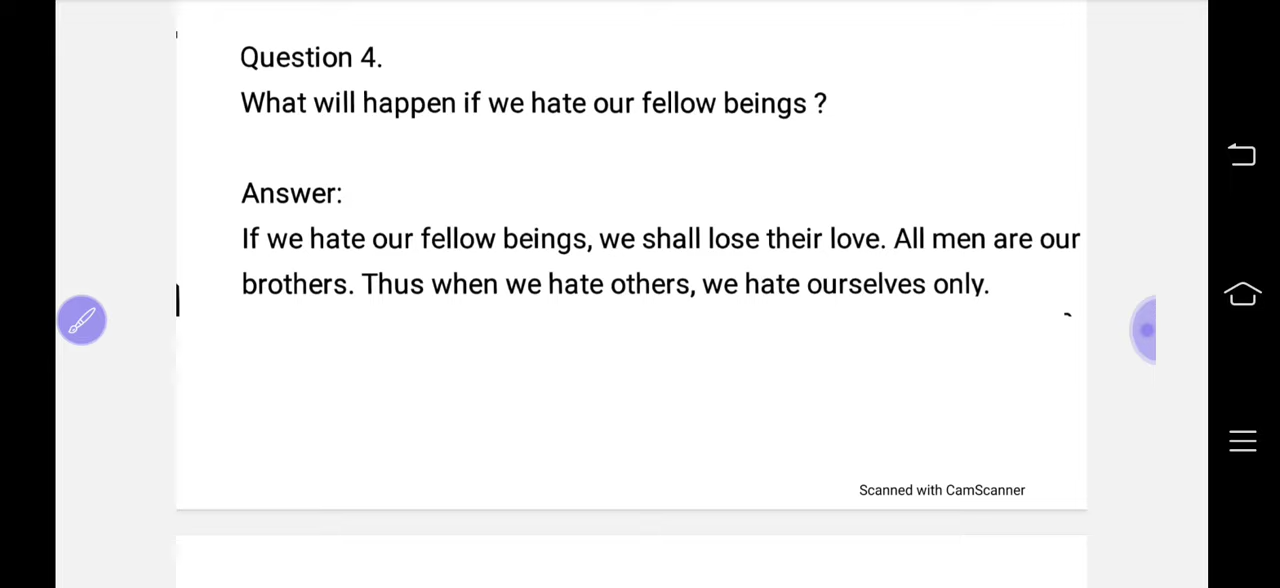 Question 4.
What will happen if we hate our fellow beings ?
Answer:
If we hate our fellow beings, we shall lose their love. All men are our
brothers. Thus when we hate others, we hate ourselves only.
Scanned with CamScanner